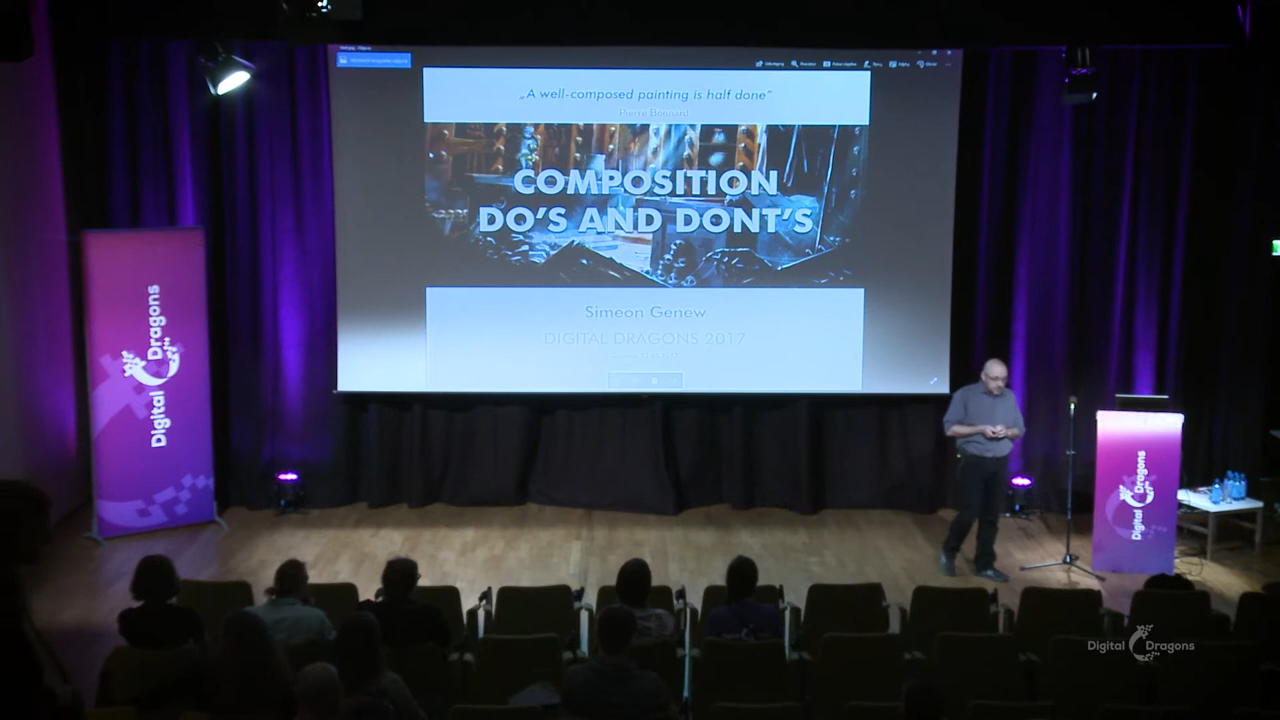 „A well-composed painting is half done"
Pierre Bonnard
COMPOSITION
DO'S AND DONT'S
Simeon Genew
DIGITAL DRAGONS 2017
Digital Dragons
Digital Dragons
Digital Dragons